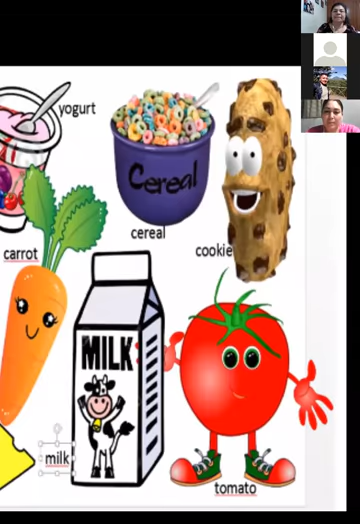 yogurt
Cereal
cereal
cookie
carrot
MILK
milk
tomato